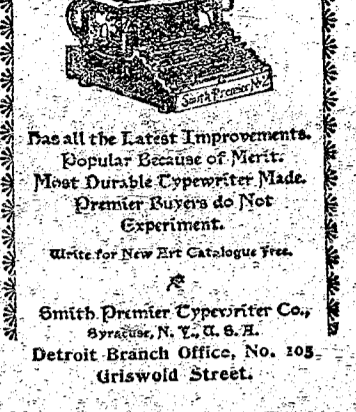 Smith Premier No 2
Has all the Latest Improvements.
Popular Because of Merit.
Most Durable Typewriter Made.
Premier Buyers do Not
Experiment.
Write for New Art Catalogue Free.
Smith Premier Typewriter Co.,
Syracuse, N. Y., U. S. A.
Detroit Branch Office, No. 105
Griswold Street.